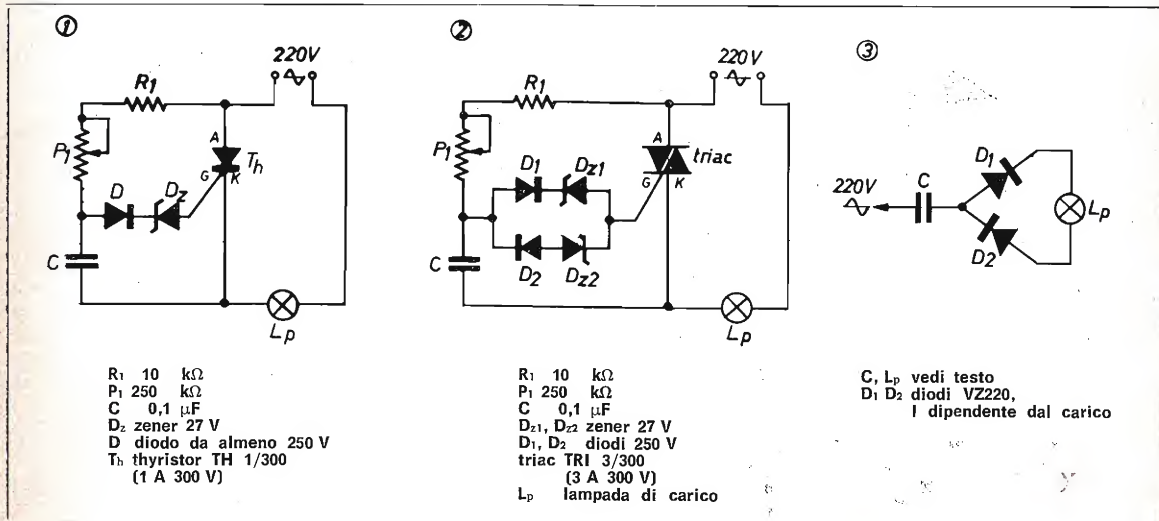 ①
220V
R1
P1
A
Th
D
Dz
G
K
C
Lp
R1 10 kΩ
P1 250 kΩ
C 0,1 μF
Dz zener 27 V
D diodo da almeno 250 V
Th thyristor TH 1/300
(1 A 300 V)
②
220V
R1
P1
A
triac
D1
Dz1
G
K
C
D2
Dz2
Lp
R1 10 kΩ
P1 250 kΩ
C 0,1 μF
Dz1, Dz2 zener 27 V
D1, D2 diodi 250 V
triac TRI 3/300
(3 A 300 V)
Lp lampada di carico
③
D1
220V
C
Lp
D2
C, Lp vedi testo
D1 D2 diodi VZ220,
I dipendente dal carico